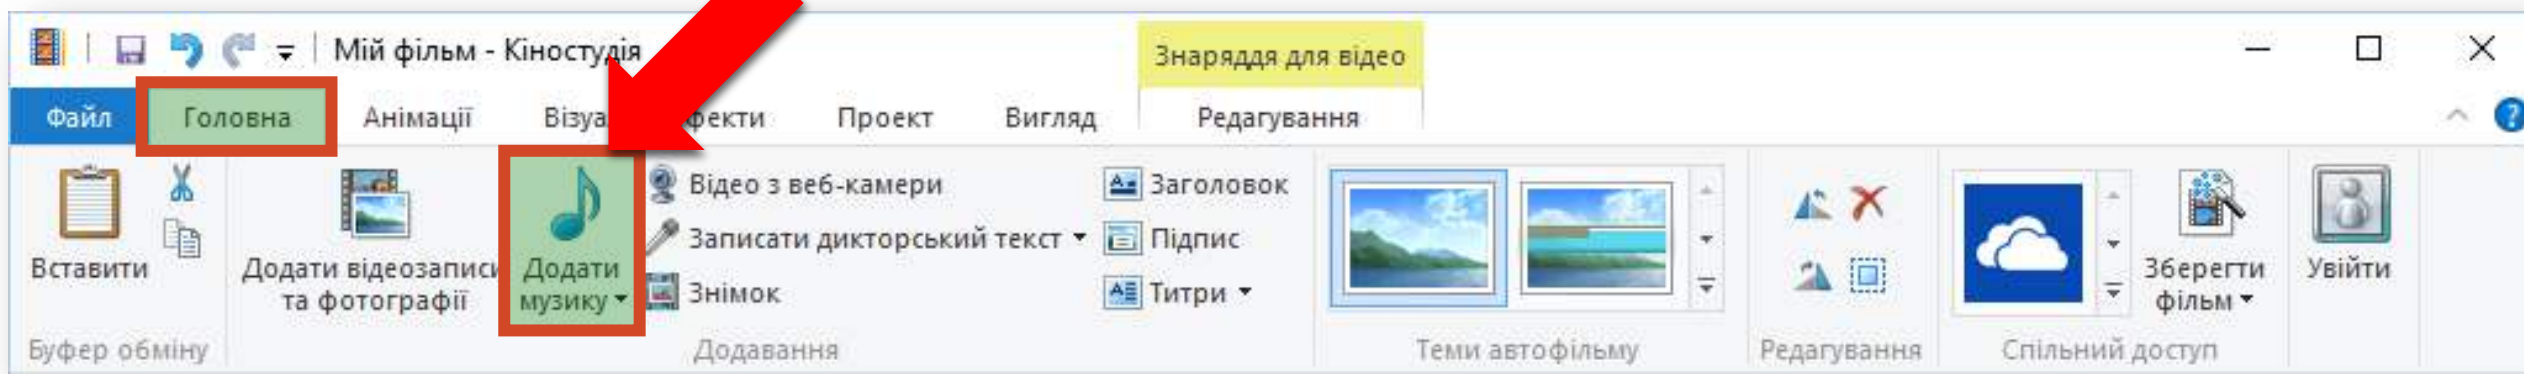 Мій фільм - Кіностудія
Знаряддя для відео
Файл Головна Анімації Проект Вигляд Редагування
Вставити
Додати відеозаписи
та фотографії
Додати
музику
Відео з веб-камери
Записати дикторський текст
Знімок
Заголовок
Підпис
Титри
Зберегти
фільм
Увійти
Буфер обміну Додавання Теми автофільму Редагування Спільний доступ